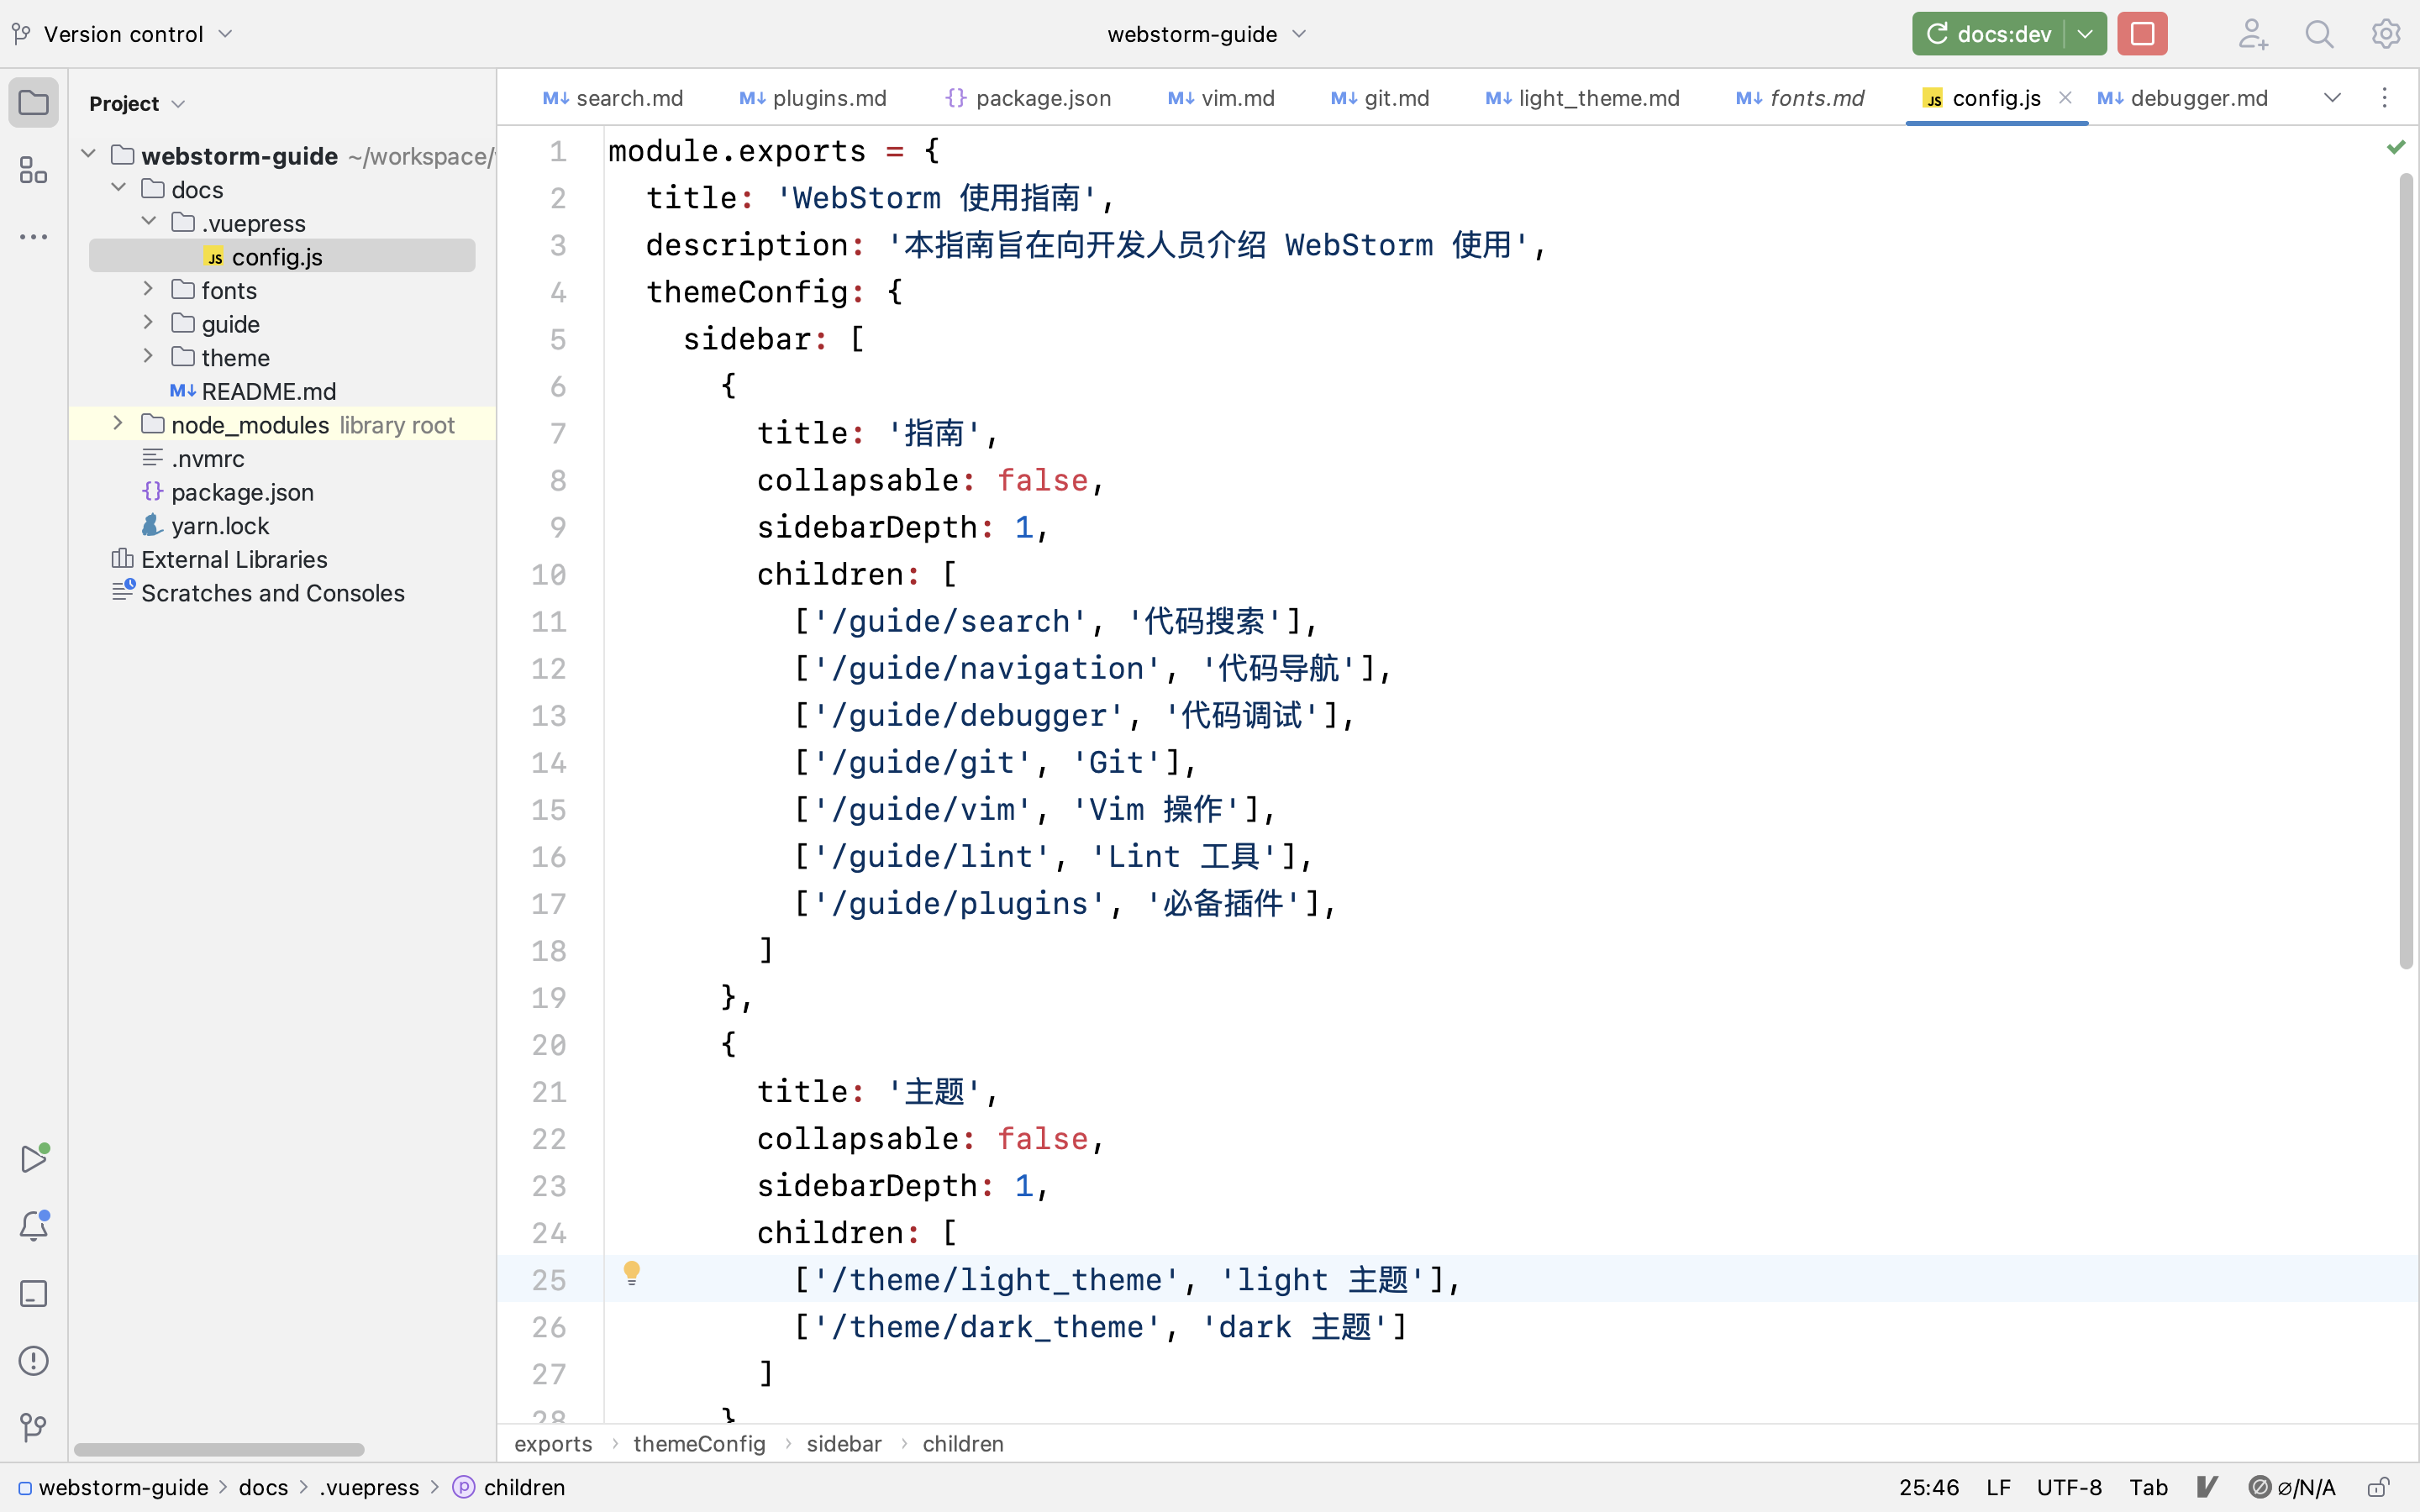 Version control
webstorm-guide
docs:dev
Project
webstorm-guide ~/workspace/
docs
.vuepress
config.js
fonts
guide
theme
README.md
node_modules library root
.nvmrc
package.json
yarn.lock
External Libraries
Scratches and Consoles
search.md plugins.md package.json vim.md git.md light_theme.md fonts.md config.js debugger.md
1 module.exports = {
2 title: 'WebStorm 使用指南',
3 description: '本指南旨在向开发人员介绍 WebStorm 使用',
4 themeConfig: {
5 sidebar: [
6 {
7 title: '指南',
8 collapsable: false,
9 sidebarDepth: 1,
10 children: [
11 ['/guide/search', '代码搜索'],
12 ['/guide/navigation', '代码导航'],
13 ['/guide/debugger', '代码调试'],
14 ['/guide/git', 'Git'],
15 ['/guide/vim', 'Vim 操作'],
16 ['/guide/lint', 'Lint 工具'],
17 ['/guide/plugins', '必备插件'],
18 ]
19 },
20 {
21 title: '主题',
22 collapsable: false,
23 sidebarDepth: 1,
24 children: [
25 ['/theme/light_theme', 'light 主题'],
26 ['/theme/dark_theme', 'dark 主题']
27 ]
28 }
exports > themeConfig > sidebar > children
webstorm-guide > docs > .vuepress > children
25:46 LF UTF-8 Tab ∅/N/A